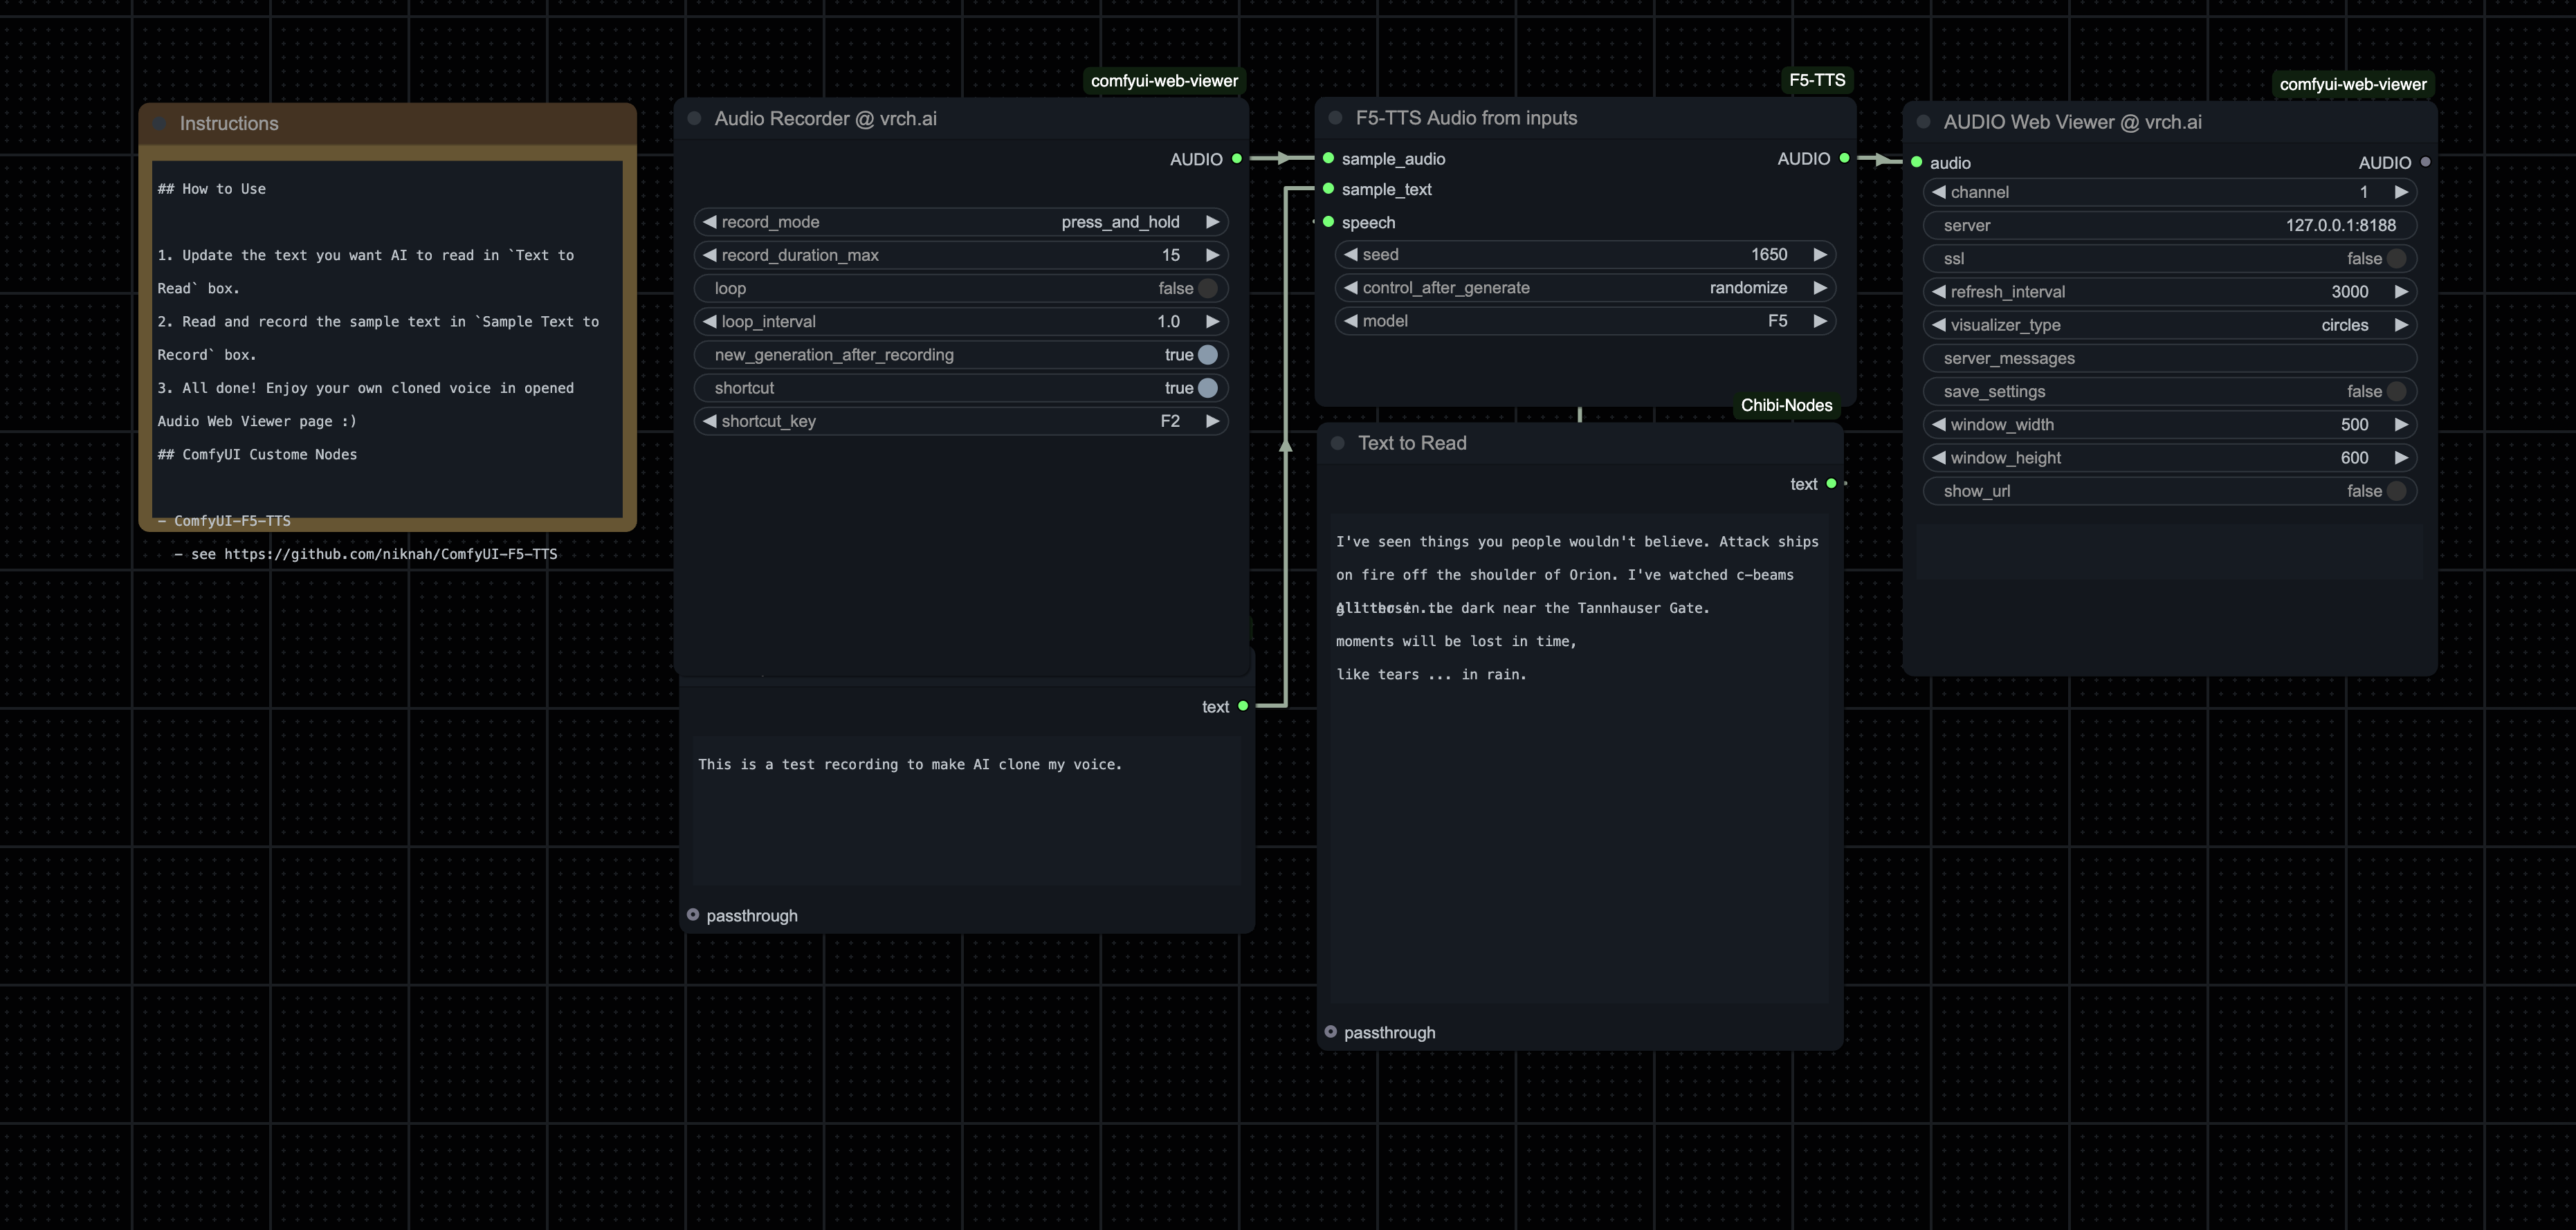 Instructions
## How to Use
1. Update the text you want AI to read in `Text to
Read` box.
2. Read and record the sample text in `Sample Text to
Record` box.
3. All done! Enjoy your own cloned voice in opened
Audio Web Viewer page :)
## ComfyUI Custome Nodes
– ComfyUI-F5-TTS
– see https://github.com/niknah/ComfyUI-F5-TTS
comfyui-web-viewer
Audio Recorder @ vrch.ai
AUDIO
record_mode press_and_hold
record_duration_max 15
loop false
loop_interval 1.0
new_generation_after_recording true
shortcut true
shortcut_key F2
text
This is a test recording to make AI clone my voice.
passthrough
F5-TTS
F5-TTS Audio from inputs
sample_audio AUDIO
sample_text
speech
seed 1650
control_after_generate randomize
model F5
Chibi-Nodes
Text to Read
text
I've seen things you people wouldn't believe. Attack ships
on fire off the shoulder of Orion. I've watched c-beams
dark near the Tannhauser Gate.
moments will be lost in time,
like tears ... in rain.
passthrough
comfyui-web-viewer
AUDIO Web Viewer @ vrch.ai
audio AUDIO
channel 1
server 127.0.0.1:8188
ssl false
refresh_interval 3000
visualizer_type circles
server_messages
save_settings false
window_width 500
window_height 600
show_url false